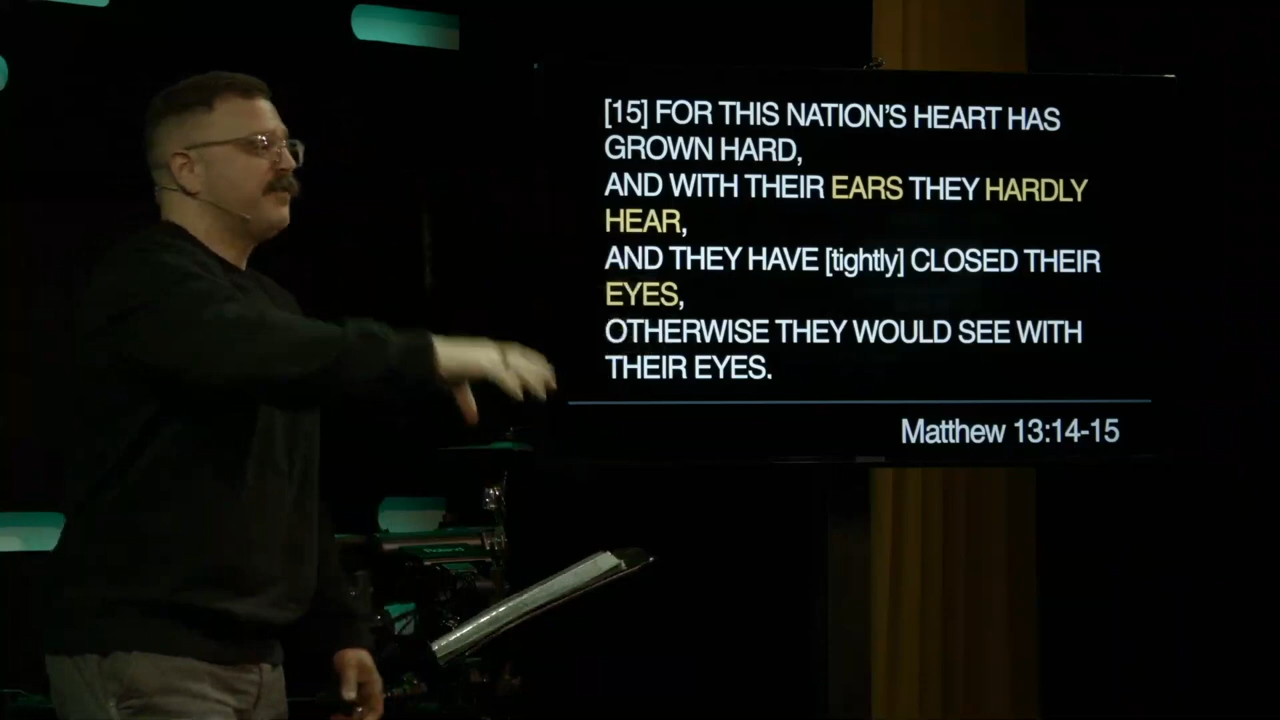 [15] FOR THIS NATION'S HEART HAS
GROWN HARD,
AND WITH THEIR EARS THEY HARDLY
HEAR,
AND THEY HAVE [tightly] CLOSED THEIR
EYES,
OTHERWISE THEY WOULD SEE WITH
THEIR EYES.
Matthew 13:14-15
Roland